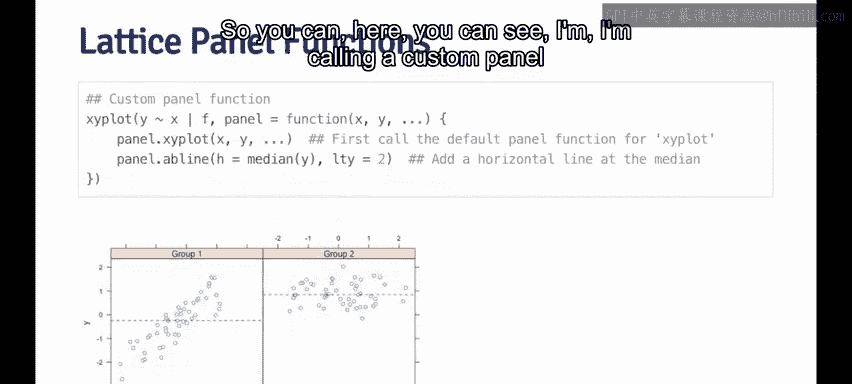 So you can, here, you can see, I'm, I'm
calling a custom panel
Lattice Panel Functions
## Custom panel function
xyplot(y ~ x | f, panel = function(x, y, ...) {
panel.xyplot(x, y, ...) ## First call the default panel function for 'xyplot'
panel.abline(h = median(y), lty = 2) ## Add a horizontal line at the median
})
-2 -1 0 1 2
Group 1 Group 2
2
1
0
y
-1
-2